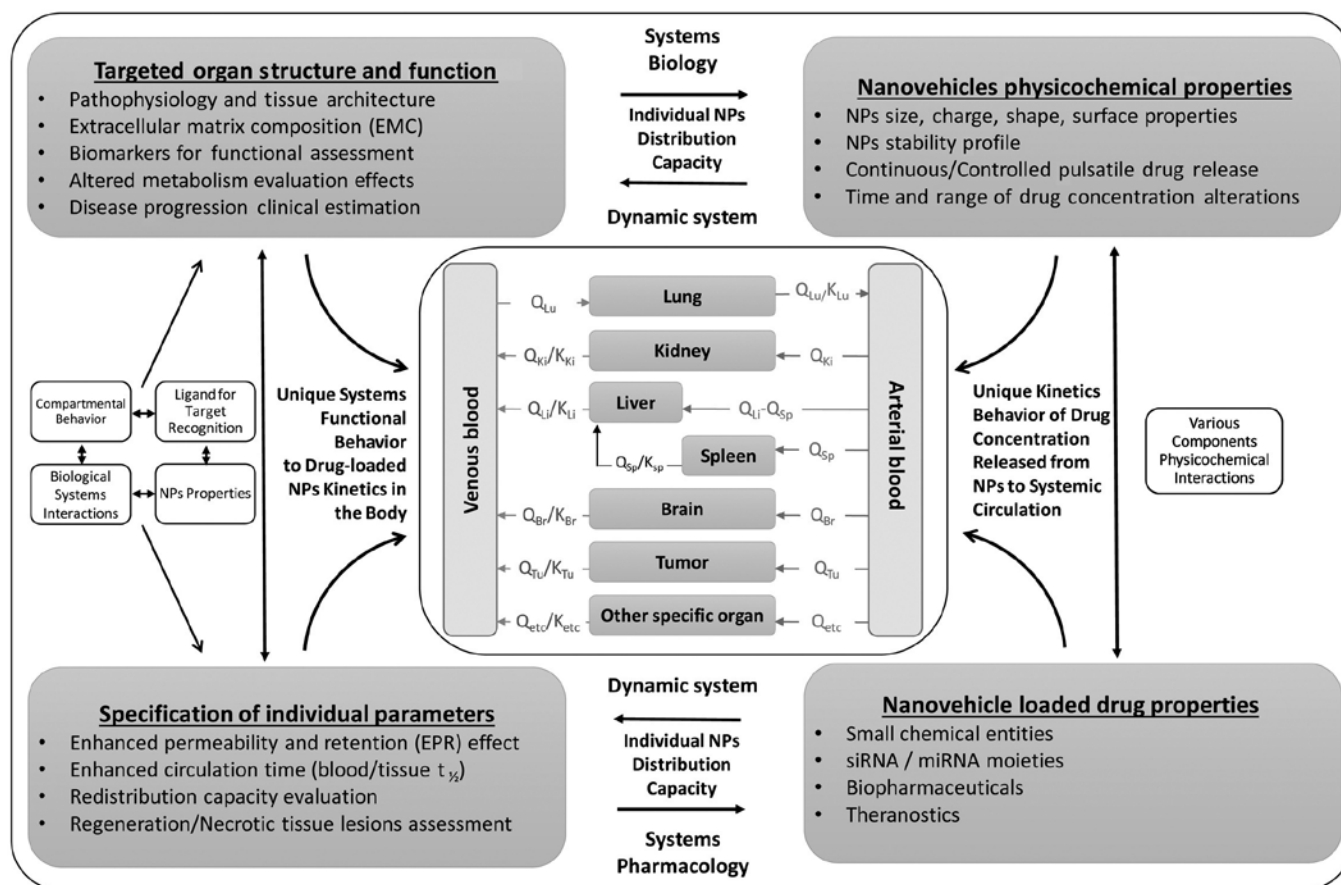 Targeted organ structure and function
• Pathophysiology and tissue architecture
• Extracellular matrix composition (EMC)
• Biomarkers for functional assessment
• Altered metabolism evaluation effects
• Disease progression clinical estimation
Systems
Biology
Individual NPs
Distribution
Capacity
Dynamic system
Nanovehicles physicochemical properties
• NPs size, charge, shape, surface properties
• NPs stability profile
• Continuous/Controlled pulsatile drug release
• Time and range of drug concentration alterations
Compartmental
Behavior
Ligand for
Target
Recognition
Biological
Systems
Interactions
NPs Properties
Unique Systems
Functional
Behavior
to Drug-loaded
NPs Kinetics in
the Body
Venous blood
Q_Lu
Lung
Q_Lu/K_Lu
Q_Ki/K_Ki
Kidney
Q_Ki
Q_Li/K_Li
Liver
Q_Li-Q_Sp
Q_Sp/K_sp
Spleen
Q_Sp
Q_Br/K_Br
Brain
Q_Br
Q_Tu/K_Tu
Tumor
Q_Tu
Q_etc/K_etc
Other specific organ
Q_etc
Arterial blood
Unique Kinetics
Behavior of Drug
Concentration
Released from
NPs to Systemic
Circulation
Various
Components
Physicochemical
Interactions
Specification of individual parameters
• Enhanced permeability and retention (EPR) effect
• Enhanced circulation time (blood/tissue t ½)
• Redistribution capacity evaluation
• Regeneration/Necrotic tissue lesions assessment
Dynamic system
Individual NPs
Distribution
Capacity
Systems
Pharmacology
Nanovehicle loaded drug properties
• Small chemical entities
• siRNA / miRNA moieties
• Biopharmaceuticals
• Theranostics